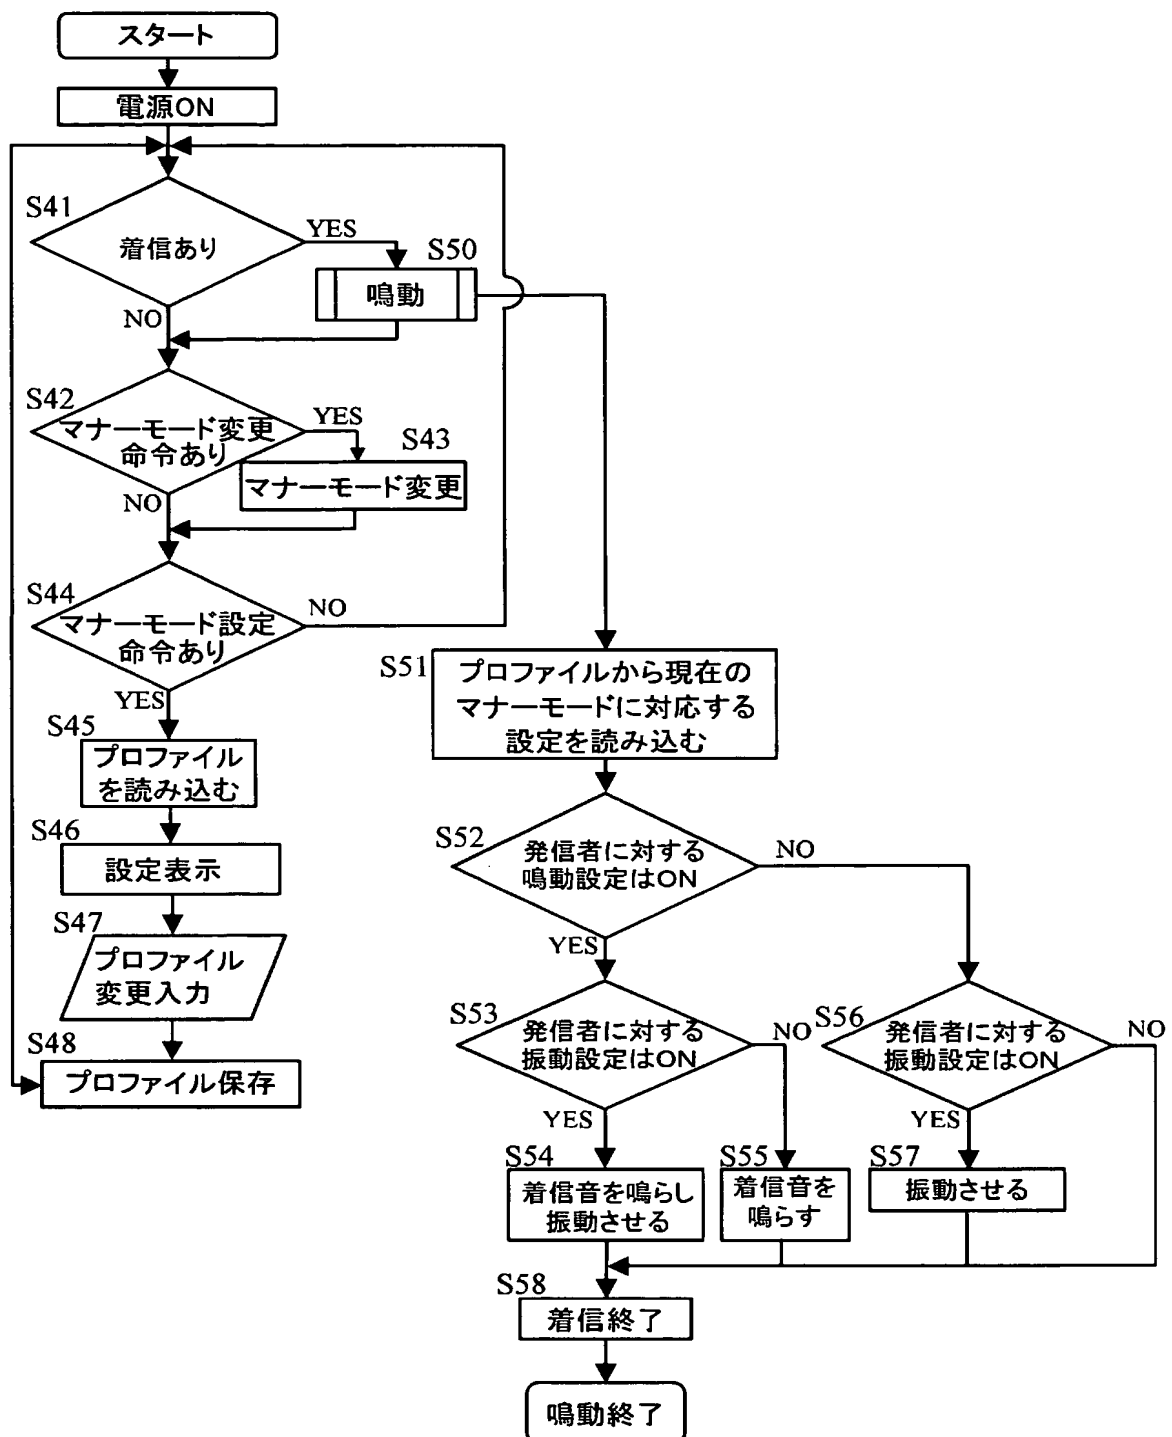 スタート
電源ON
S41
着信あり
YES
S50
鳴動
NO
S42
マナーモード変更
命令あり
YES
S43
マナーモード変更
NO
S44
マナーモード設定
命令あり
NO
YES
S45
プロファイル
を読み込む
S46
設定表示
S47
プロファイル
変更入力
S48
プロファイル保存
S51
プロファイルから現在の
マナーモードに対応する
設定を読み込む
S52
発信者に対する
鳴動設定はON
NO
YES
S53
発信者に対する
振動設定はON
NO
YES
S54
着信音を鳴らし
振動させる
S55
着信音を
鳴らす
S56
発信者に対する
振動設定はON
NO
YES
S57
振動させる
S58
着信終了
鳴動終了